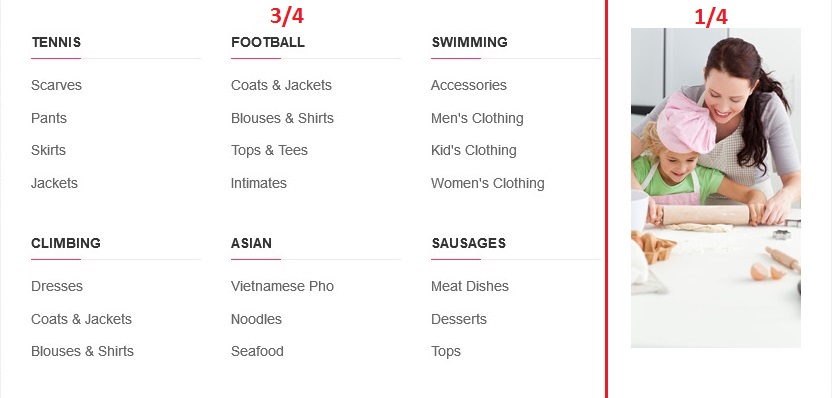 3/4
1/4
TENNIS
Scarves
Pants
Skirts
Jackets
FOOTBALL
Coats & Jackets
Blouses & Shirts
Tops & Tees
Intimates
SWIMMING
Accessories
Men's Clothing
Kid's Clothing
Women's Clothing
CLIMBING
Dresses
Coats & Jackets
Blouses & Shirts
ASIAN
Vietnamese Pho
Noodles
Seafood
SAUSAGES
Meat Dishes
Desserts
Tops